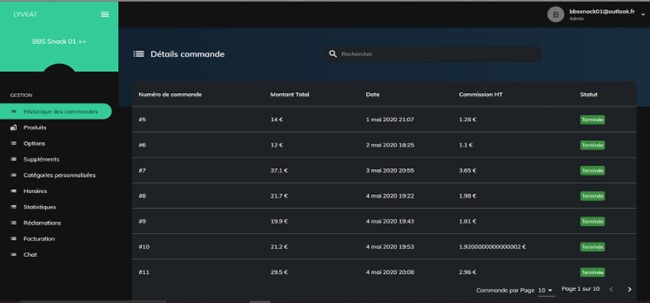 LYVEAT
BBS Snack 01 ++
B
bbssnack01@outlook.fr
Admin
GESTION
Historique des commandes
Produits
Options
Suppléments
Catégories personnalisées
Horaires
Statistiques
Réclamations
Facturation
Chat
Détails commande
Rechercher
Numéro de commande Montant Total Date Commission HT Statut
#5 14 € 1 mai 2020 21:07 1.28 € Terminée
#6 12 € 2 mai 2020 18:25 1.1 € Terminée
#7 37.1 € 3 mai 2020 20:55 3.65 € Terminée
#8 21.7 € 4 mai 2020 19:22 1.98 € Terminée
#9 19.9 € 4 mai 2020 19:43 1.81 € Terminée
#10 21.2 € 4 mai 2020 19:53 1.9200000000000002 € Terminée
#11 29.5 € 4 mai 2020 20:08 2.96 € Terminée
Commande par Page 10 Page 1 sur 10